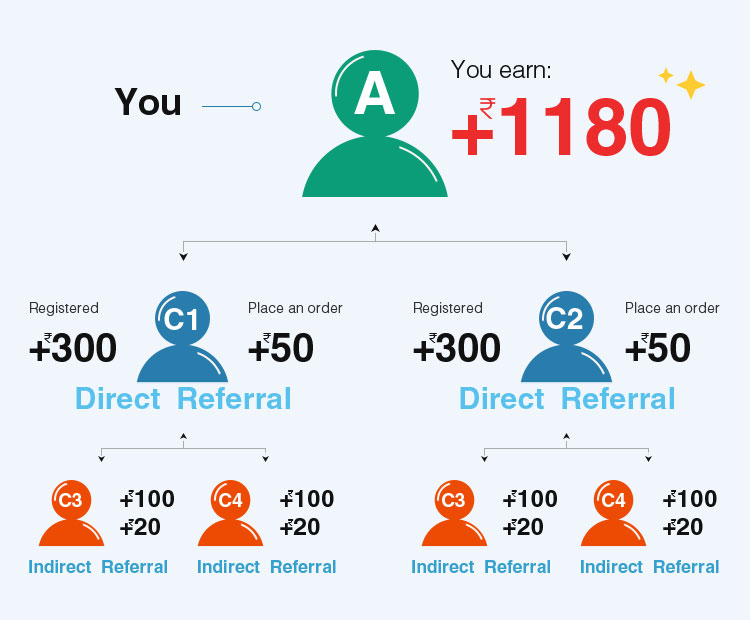 You
A
You earn:
+₹1180
Registered
+₹300
C1
Place an order
+₹50
Direct Referral
Registered
+₹300
C2
Place an order
+₹50
Direct Referral
C3
+₹100
+₹20
Indirect Referral
C4
+₹100
+₹20
Indirect Referral
C3
+₹100
+₹20
Indirect Referral
C4
+₹100
+₹20
Indirect Referral